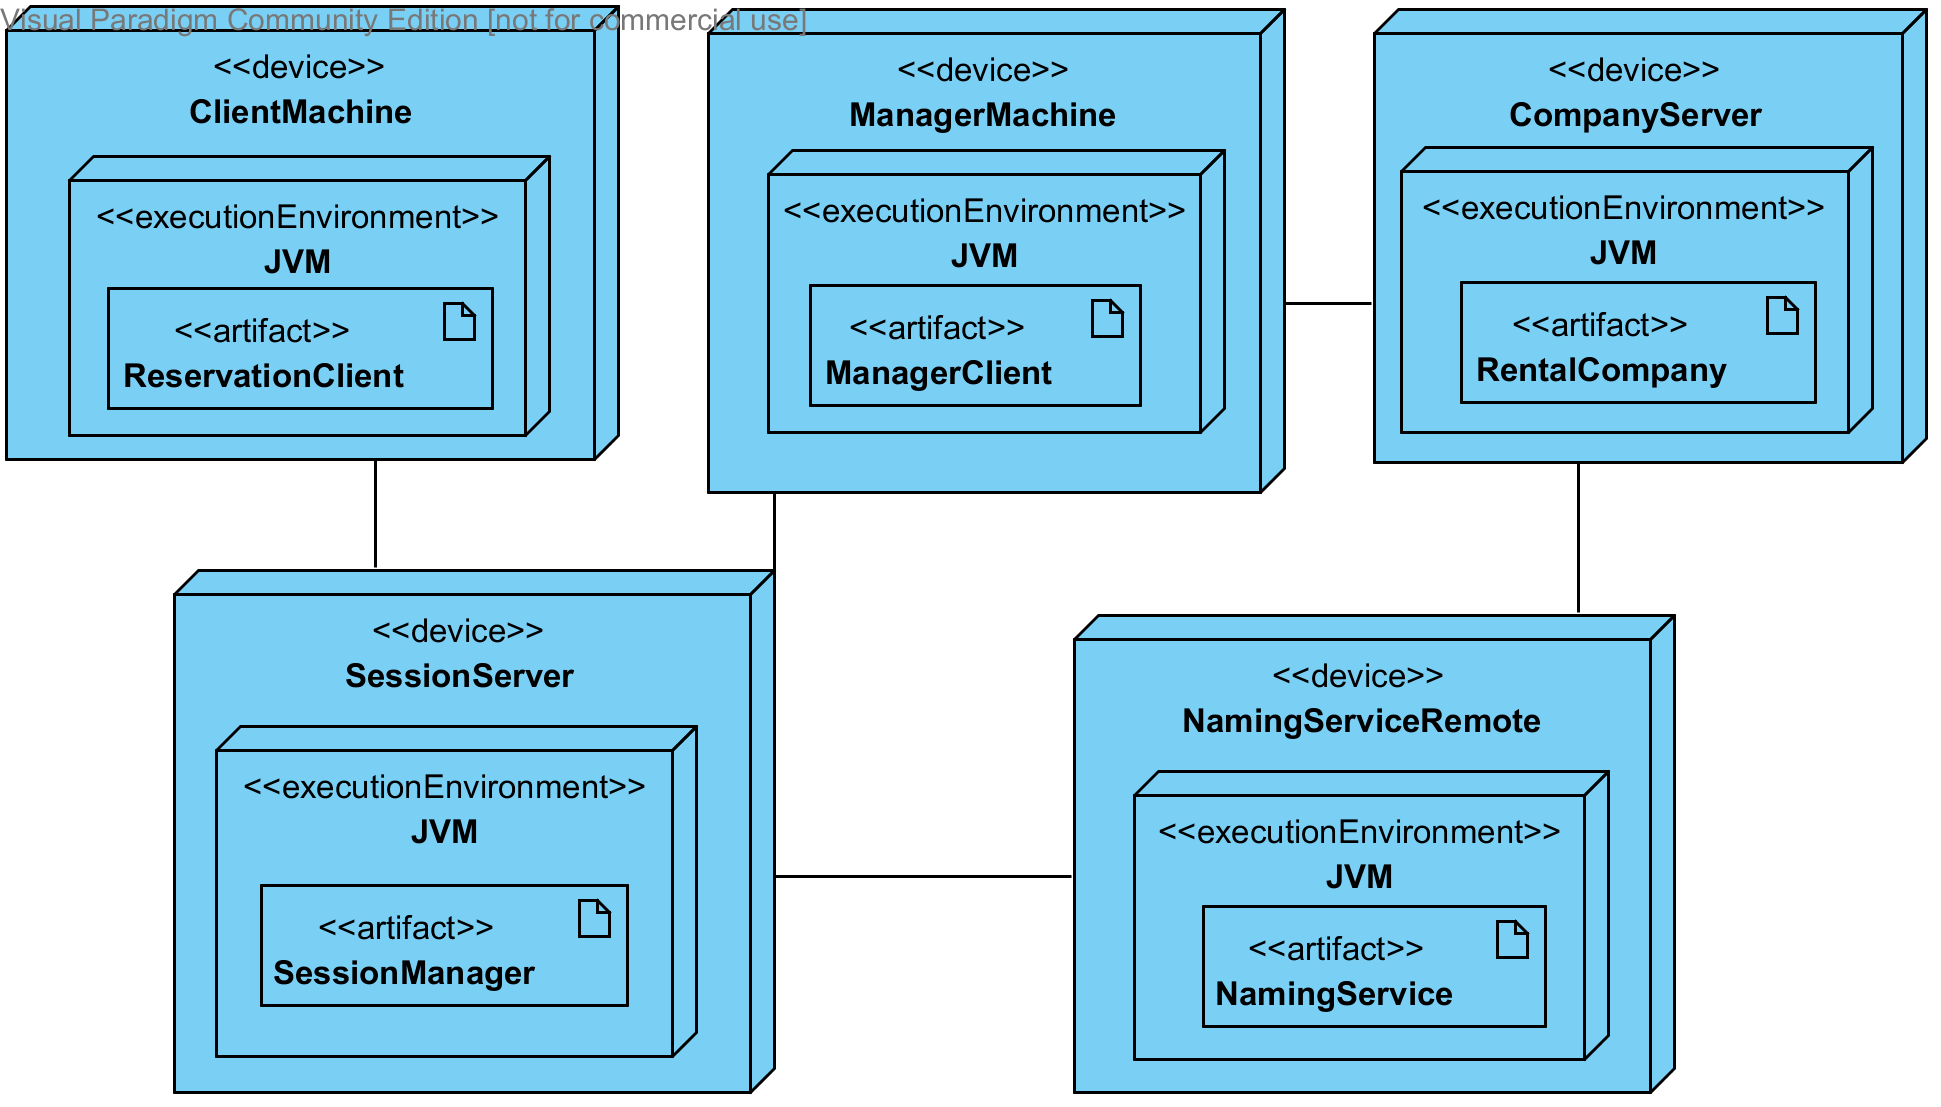 Visual Paradigm Community Edition [not for commercial use]
<<device>>
ClientMachine
<<executionEnvironment>>
JVM
<<artifact>>
ReservationClient
<<device>>
ManagerMachine
<<executionEnvironment>>
JVM
<<artifact>>
ManagerClient
<<device>>
CompanyServer
<<executionEnvironment>>
JVM
<<artifact>>
RentalCompany
<<device>>
SessionServer
<<executionEnvironment>>
JVM
<<artifact>>
SessionManager
<<device>>
NamingServiceRemote
<<executionEnvironment>>
JVM
<<artifact>>
NamingService